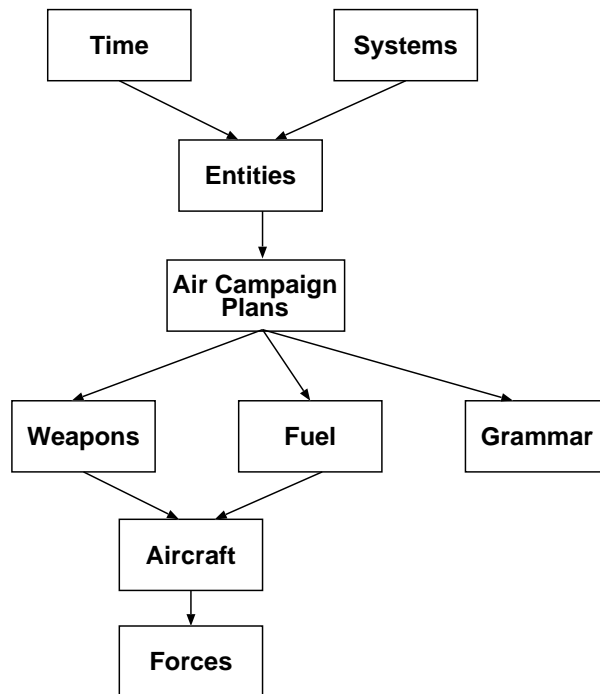 Time
Systems
Entities
Air Campaign
Plans
Weapons
Fuel
Grammar
Aircraft
Forces